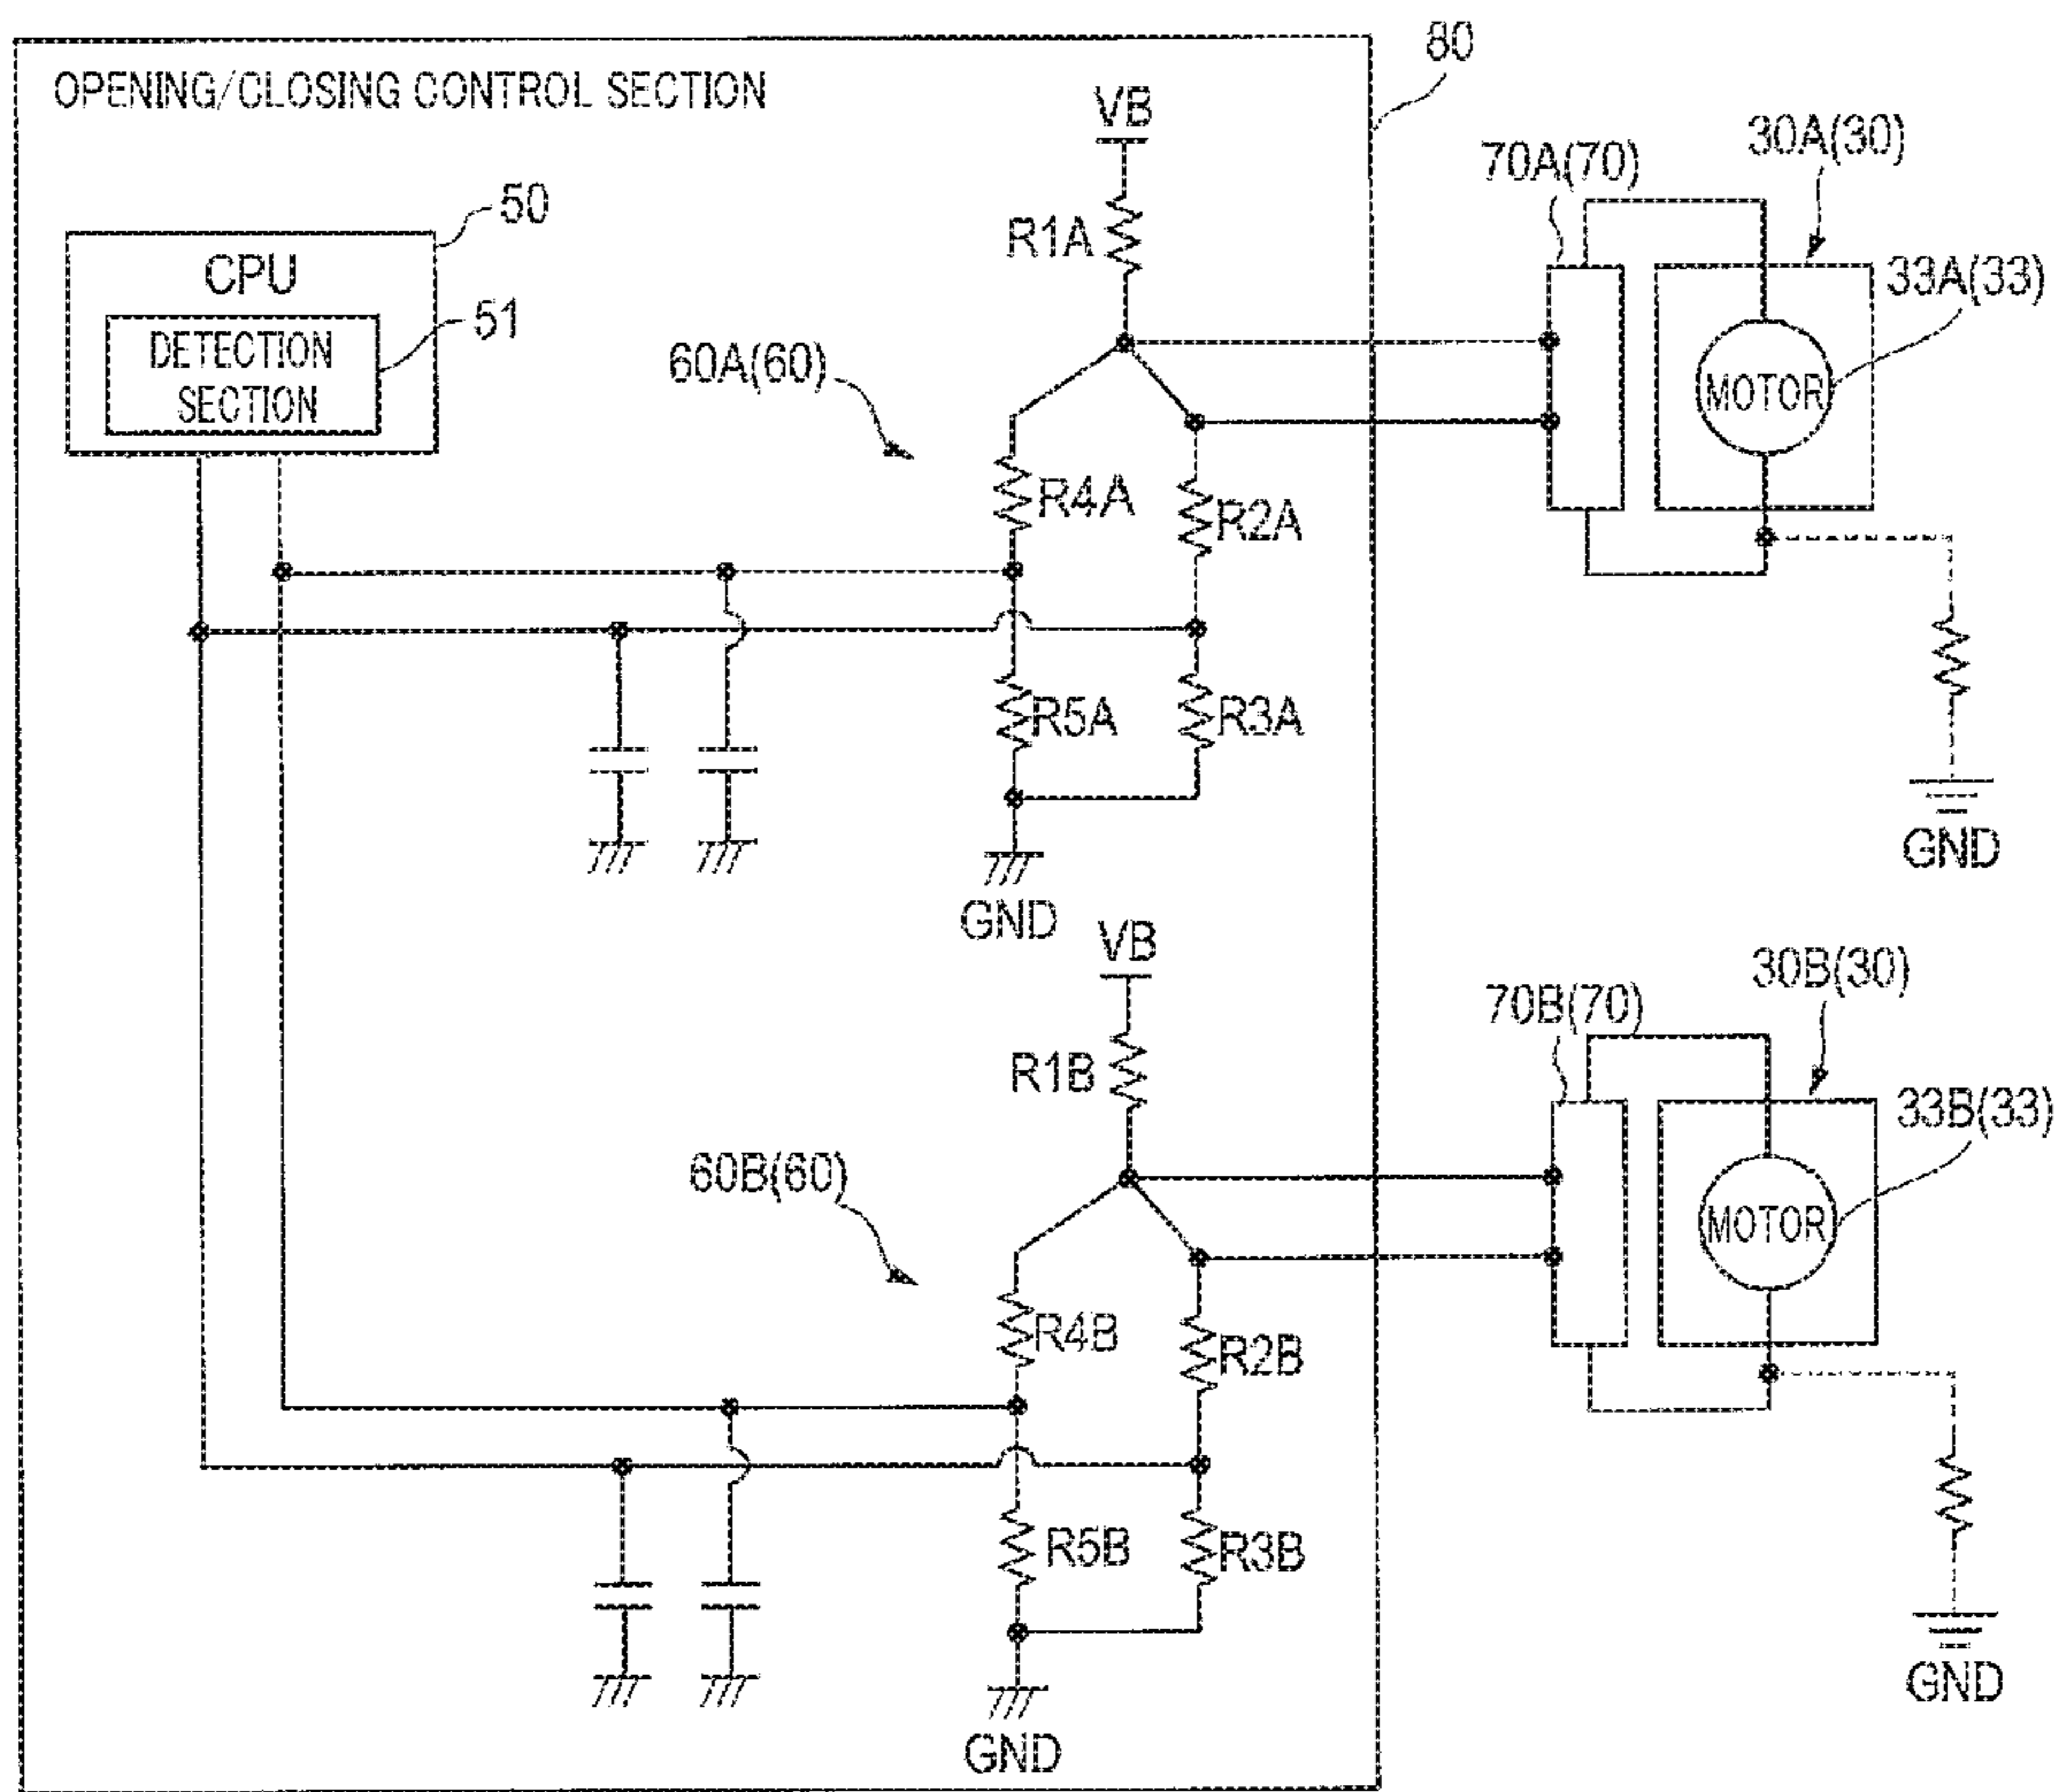 80
OPENING/CLOSING CONTROL SECTION
VB
70A(70)
30A(30)
50
R1A
CPU
33A(33)
51
DETECTION
SECTION
60A(60)
MOTOR
R4A
R2A
R5A
R3A
GND
GND
VB
30B(30)
70B(70)
R1B
33B(33)
60B(60)
MOTOR
R4B
R2B
R5B
R3B
GND
GND